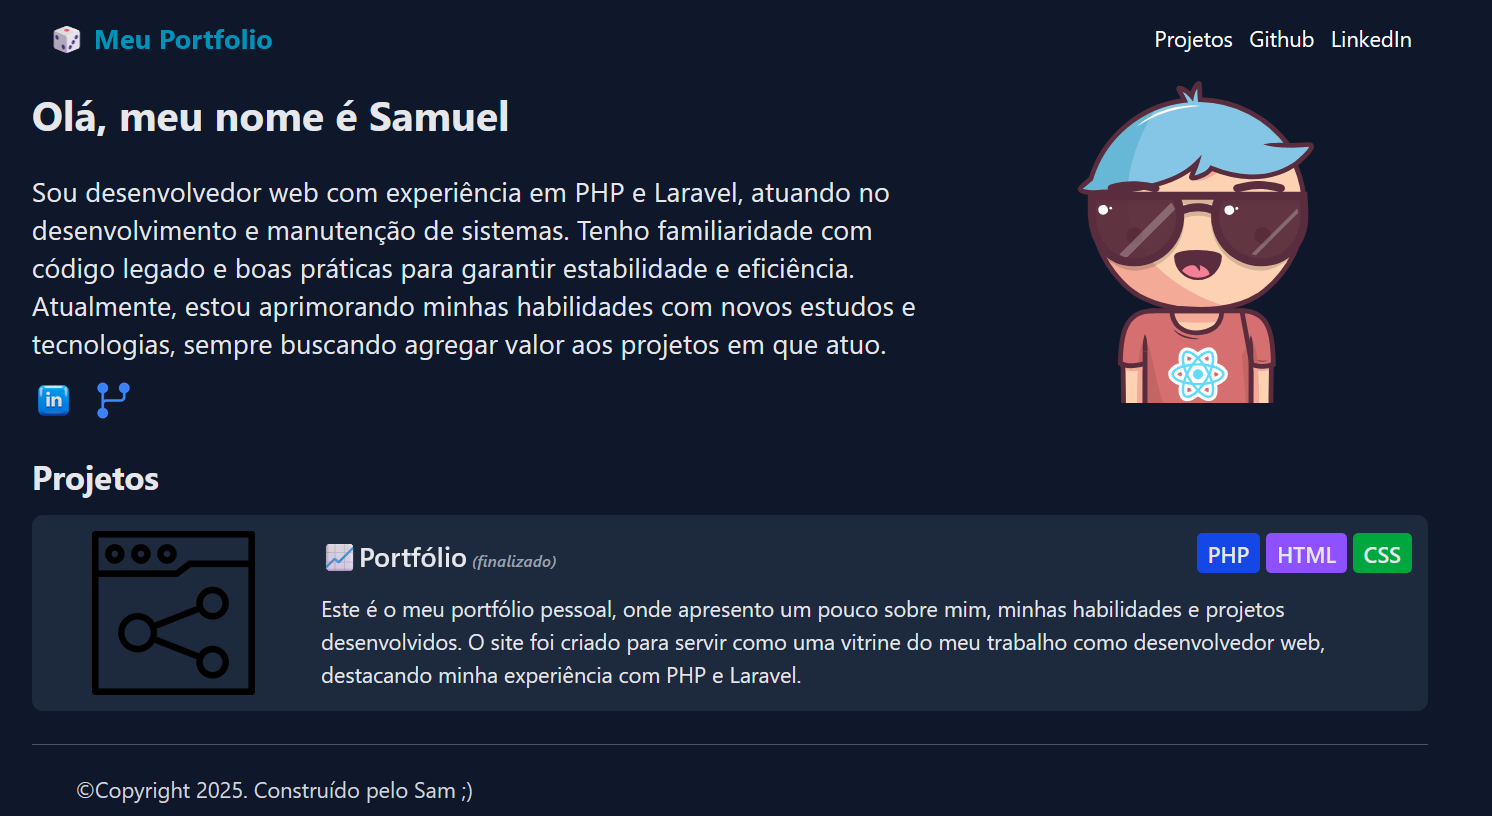 Meu Portfolio
Projetos Github LinkedIn
Olá, meu nome é Samuel
Sou desenvolvedor web com experiência em PHP e Laravel, atuando no
desenvolvimento e manutenção de sistemas. Tenho familiaridade com
código legado e boas práticas para garantir estabilidade e eficiência.
Atualmente, estou aprimorando minhas habilidades com novos estudos e
tecnologias, sempre buscando agregar valor aos projetos em que atuo.
in
Projetos
Portfólio (finalizado)
PHP HTML CSS
Este é o meu portfólio pessoal, onde apresento um pouco sobre mim, minhas habilidades e projetos
desenvolvidos. O site foi criado para servir como uma vitrine do meu trabalho como desenvolvedor web,
destacando minha experiência com PHP e Laravel.
©Copyright 2025. Construído pelo Sam ;)